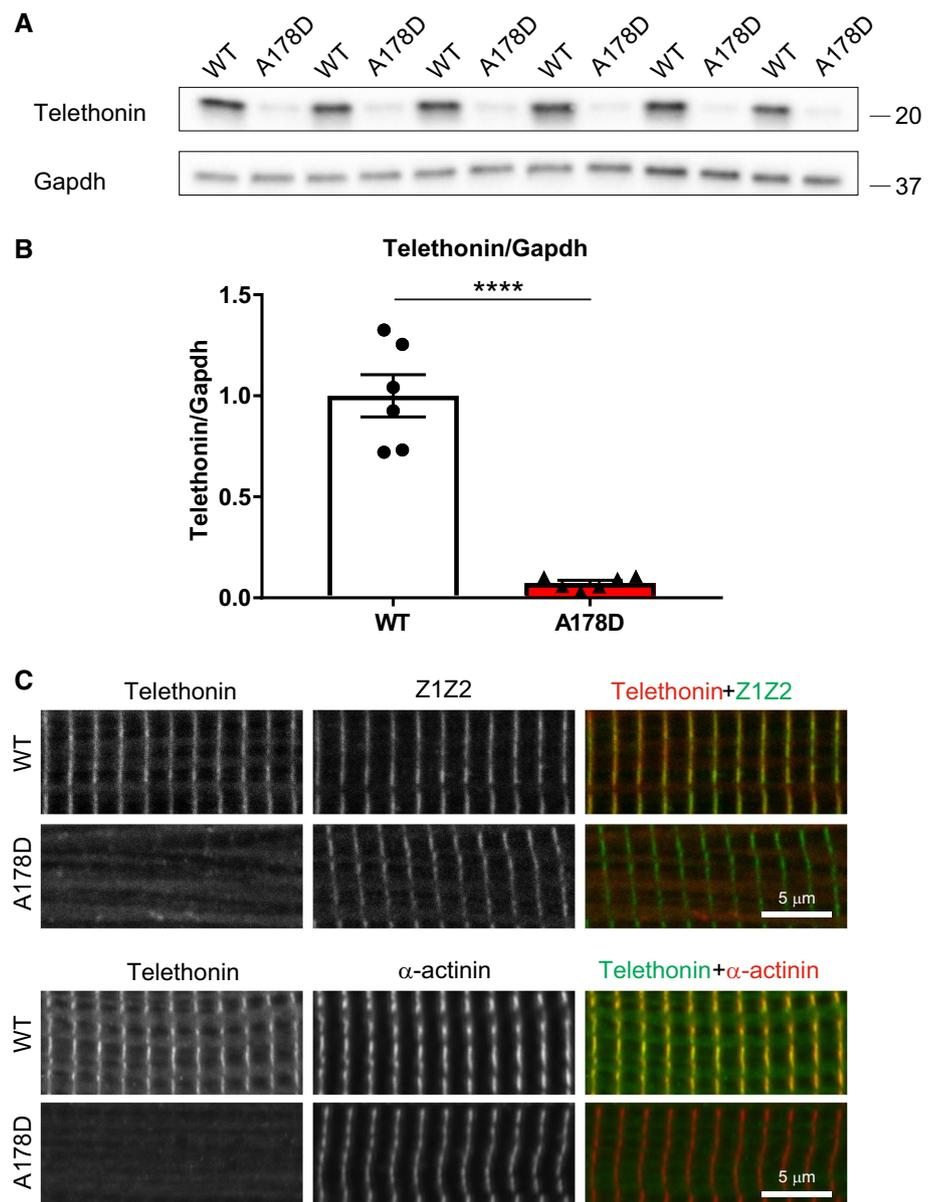 A
WT A178D WT A178D WT A178D WT A178D WT A178D WT A178D
Telethonin
20
Gapdh
37
B
Telethonin/Gapdh
****
1.5
1.0
0.5
0.0
Telethonin/Gapdh
WT A178D
C
Telethonin Z1Z2 Telethonin+Z1Z2
WT
A178D
5 μm
Telethonin α-actinin Telethonin+α-actinin
WT
A178D
5 μm